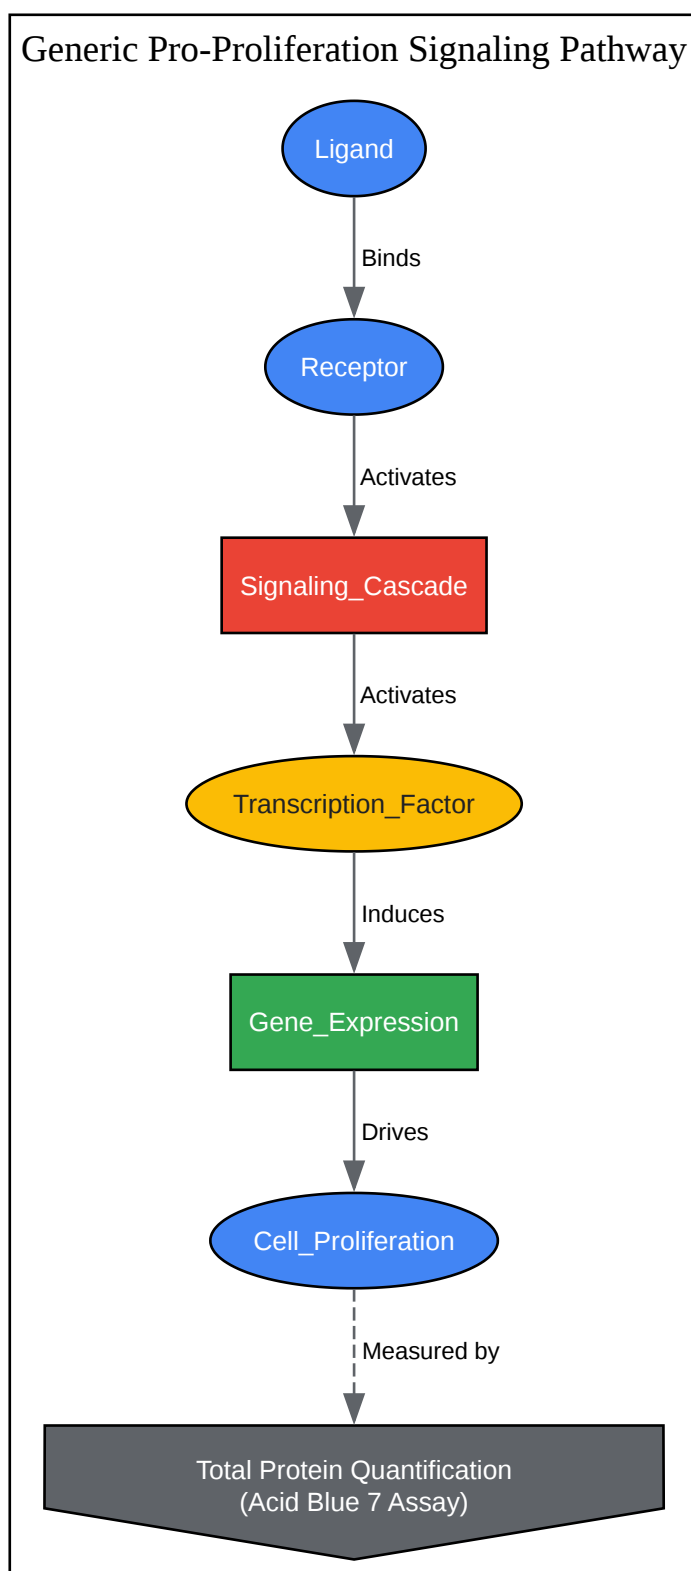 Generic Pro-Proliferation Signaling Pathway
Ligand
Binds
Receptor
Activates
Signaling_Cascade
Activates
Transcription_Factor
Induces
Gene_Expression
Drives
Cell_Proliferation
Measured by
Total Protein Quantification
(Acid Blue 7 Assay)